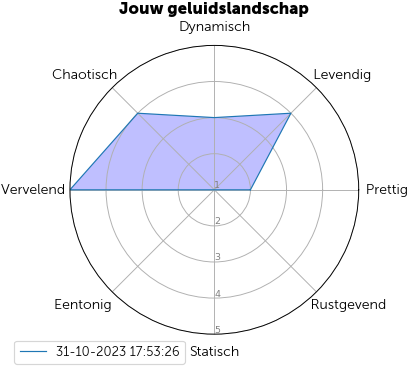 Jouw geluidslandschap
Dynamisch
Chaotisch
Levendig
Vervelend
1
Prettig
2
3
4
Eentonig
Rustgevend
5
31-10-2023 17:53:26
Statisch